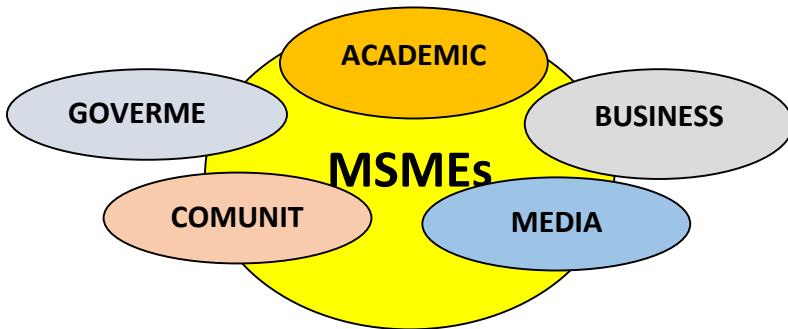 ACADEMIC
GOVERME
BUSINESS
MSMEs
COMUNIT
MEDIA